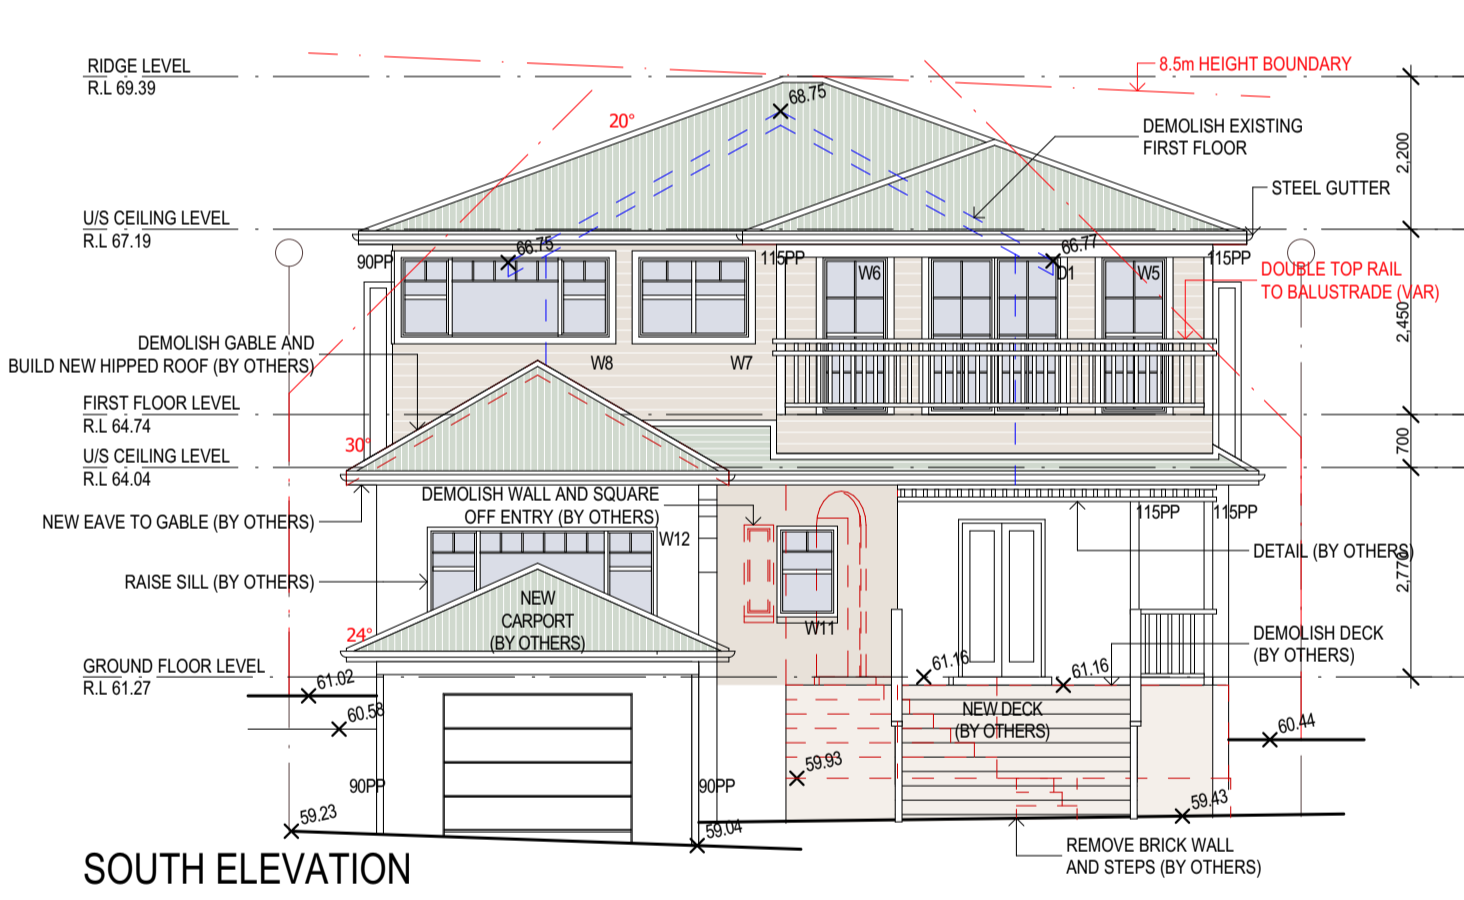 RIDGE LEVEL
R.L 69.39
8.5m HEIGHT BOUNDARY
68.75
20°
DEMOLISH EXISTING
FIRST FLOOR
2,200
STEEL GUTTER
U/S CEILING LEVEL
R.L 67.19
66.75
66.77
90PP
115PP
W6
D1
W5
115PP
DOUBLE TOP RAIL
TO BALUSTRADE (VAR)
2,450
DEMOLISH GABLE AND
BUILD NEW HIPPED ROOF (BY OTHERS)
W8
W7
FIRST FLOOR LEVEL
R.L 64.74
30°
700
U/S CEILING LEVEL
R.L 64.04
DEMOLISH WALL AND SQUARE
OFF ENTRY (BY OTHERS)
NEW EAVE TO GABLE (BY OTHERS)
115PP
115PP
W12
DETAIL (BY OTHERS)
2,770
RAISE SILL (BY OTHERS)
NEW
CARPORT
(BY OTHERS)
W11
24°
DEMOLISH DECK
(BY OTHERS)
GROUND FLOOR LEVEL
R.L 61.27
61.16
61.16
61.02
60.58
NEW DECK
(BY OTHERS)
60.44
59.93
90PP
90PP
59.23
59.04
59.43
REMOVE BRICK WALL
AND STEPS (BY OTHERS)
SOUTH ELEVATION